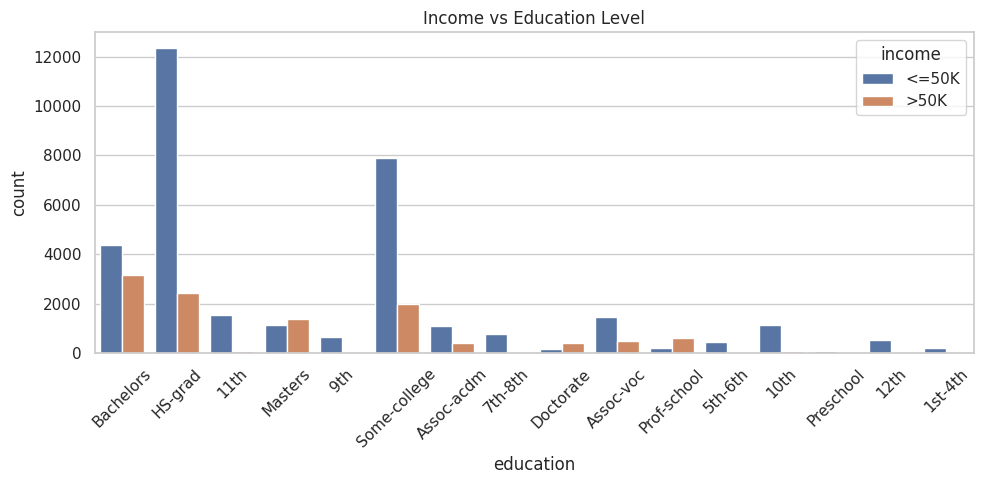 Income vs Education Level
income
<=50K
>50K
count
12000
10000
8000
6000
4000
2000
0
Bachelors
HS-grad
11th
Masters
9th
Some-college
Assoc-acdm
7th-8th
Doctorate
Assoc-voc
Prof-school
5th-6th
10th
Preschool
12th
1st-4th
education